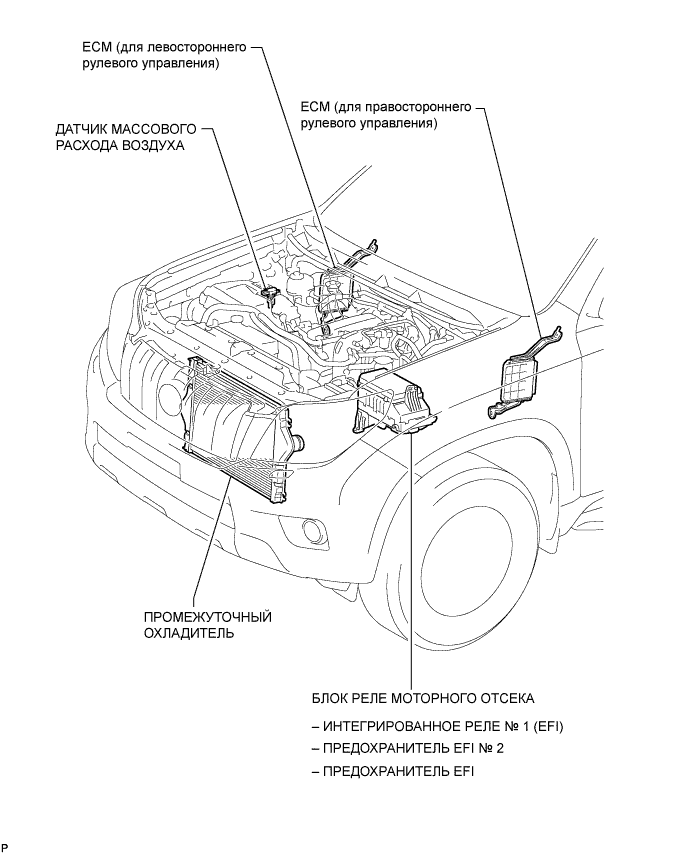 ECM (для левостороннего
рулевого управления)
ECM (для правостороннего
рулевого управления)
ДАТЧИК МАССОВОГО
РАСХОДА ВОЗДУХА
ПРОМЕЖУТОЧНЫЙ
ОХЛАДИТЕЛЬ
БЛОК РЕЛЕ МОТОРНОГО ОТСЕКА
– ИНТЕГРИРОВАННОЕ РЕЛЕ № 1 (EFI)
– ПРЕДОХРАНИТЕЛЬ EFI № 2
– ПРЕДОХРАНИТЕЛЬ EFI
P